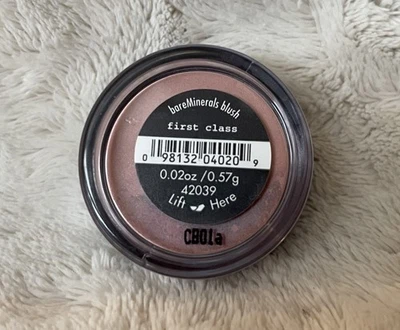 bareMinerals blush
first class
0 98132 04020 9
0.02oz /0.57g
42039
Lift Here
CB01a